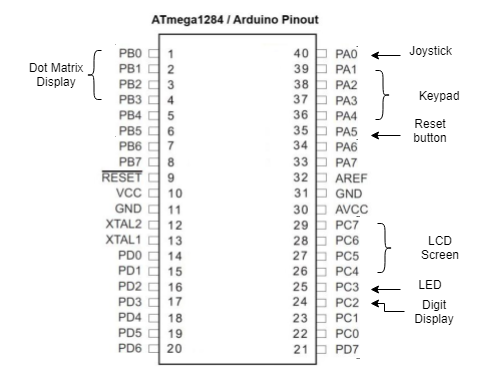 ATmega1284 / Arduino Pinout
PB0 1 40 PA0 Joystick
Dot Matrix
Display
PB1 2 39 PA1
PB2 3 38 PA2
PB3 4 37 PA3
Keypad
PB4 5 36 PA4
PB5 6 35 PA5
Reset
button
PB6 7 34 PA6
PB7 8 33 PA7
RESET 9 32 AREF
VCC 10 31 GND
GND 11 30 AVCC
XTAL2 12 29 PC7
XTAL1 13 28 PC6
LCD
Screen
PD0 14 27 PC5
PD1 15 26 PC4
PD2 16 25 PC3 LED
PD3 17 24 PC2
Digit
Display
PD4 18 23 PC1
PD5 19 22 PC0
PD6 20 21 PD7